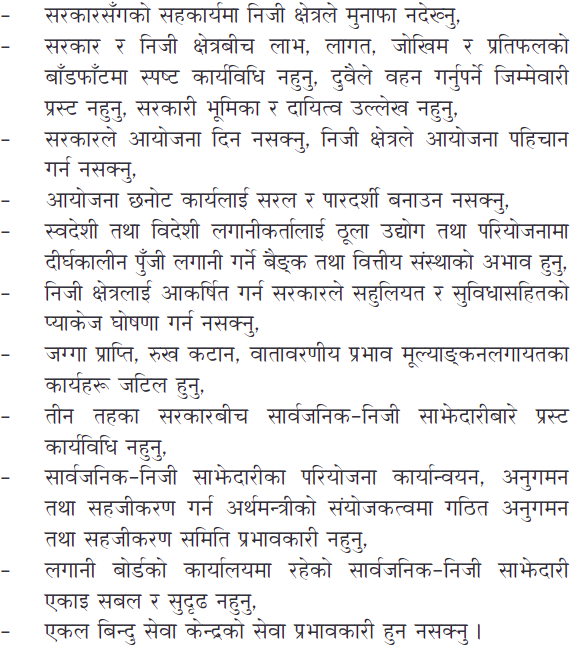 - सरकारसँगको सहकार्यमा निजी क्षेत्रले मुनाफा नदेख्नु,
- सरकार र निजी क्षेत्रबीच लाभ, लागत, जोखिम र प्रतिफलको
बाँडफाँटमा स्पष्ट कार्यविधि नहुनु, दुवैले वहन गर्नुपर्ने जिम्मेवारी
प्रस्ट नहुनु, सरकारी भूमिका र दायित्व उल्लेख नहुनु,
- सरकारले आयोजना दिन नसक्नु, निजी क्षेत्रले आयोजना पहिचान
गर्न नसक्नु,
- आयोजना छनोट कार्यलाई सरल र पारदर्शी बनाउन नसक्नु,
- स्वदेशी तथा विदेशी लगानीकर्तालाई ठूला उद्योग तथा परियोजनामा
दीर्घकालीन पुँजी लगानी गर्ने बैङ्क तथा वित्तीय संस्थाको अभाव हुनु,
- निजी क्षेत्रलाई आकर्षित गर्न सरकारले सहुलियत र सुविधासहितको
प्याकेज घोषणा गर्न नसक्नु,
- जग्गा प्राप्ति, रुख कटान, वातावरणीय प्रभाव मूल्याङ्कनलगायतका
कार्यहरू जटिल हुनु,
- तीन तहका सरकारबीच सार्वजनिक-निजी साझेदारीबारे प्रस्ट
कार्यविधि नहुनु,
- सार्वजनिक-निजी साझेदारीका परियोजना कार्यान्वयन, अनुगमन
तथा सहजीकरण गर्न अर्थमन्त्रीको संयोजकत्वमा गठित अनुगमन
तथा सहजीकरण समिति प्रभावकारी नहुनु,
- लगानी बोर्डको कार्यालयमा रहेको सार्वजनिक-निजी साझेदारी
एकाइ सबल र सुदृढ नहुनु,
- एकल बिन्दु सेवा केन्द्रको सेवा प्रभावकारी हुन नसक्नु ।